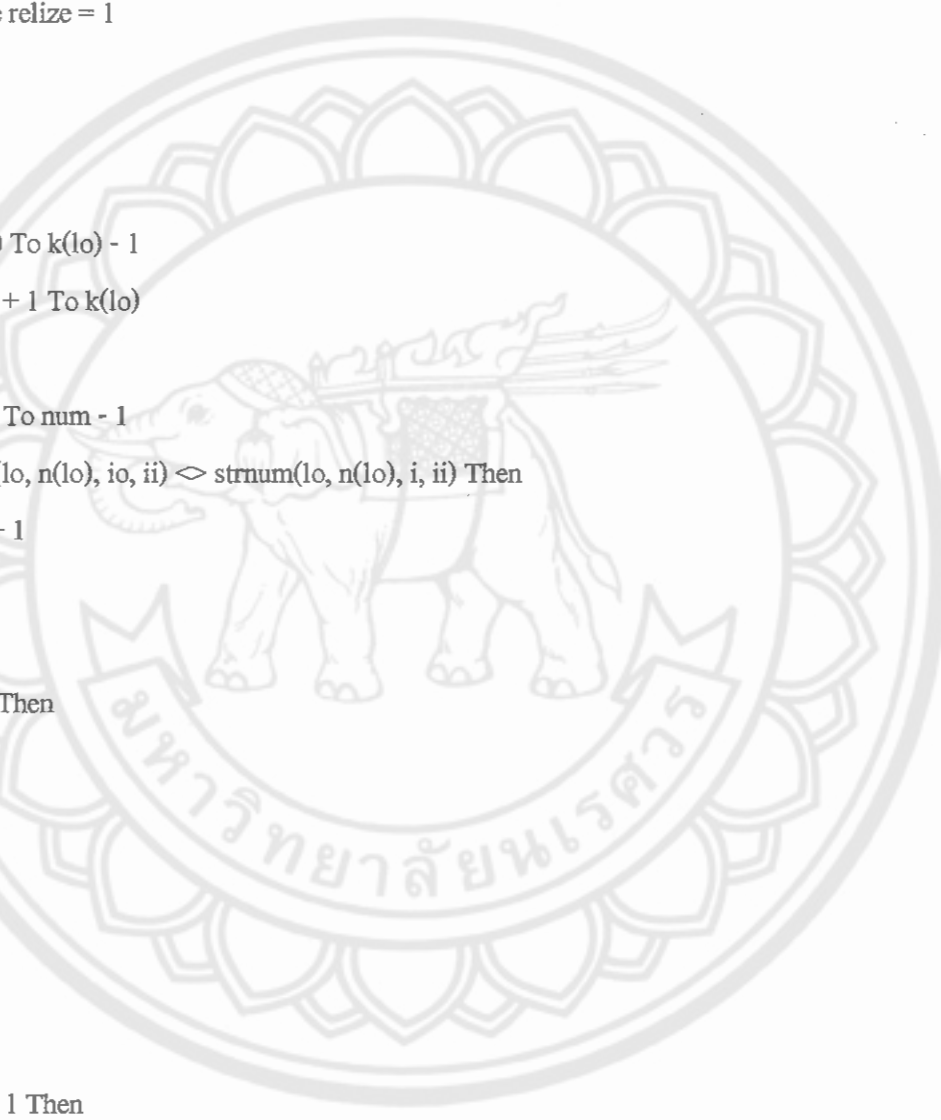 relize = 1
To k(lo) - 1
+ 1 To k(lo)
To num - 1
lo, n(lo), io, ii) <> strnum(lo, n(lo), i, ii) Then
- 1
Then
มหาวิทยาลัยนเรศวร
1 Then